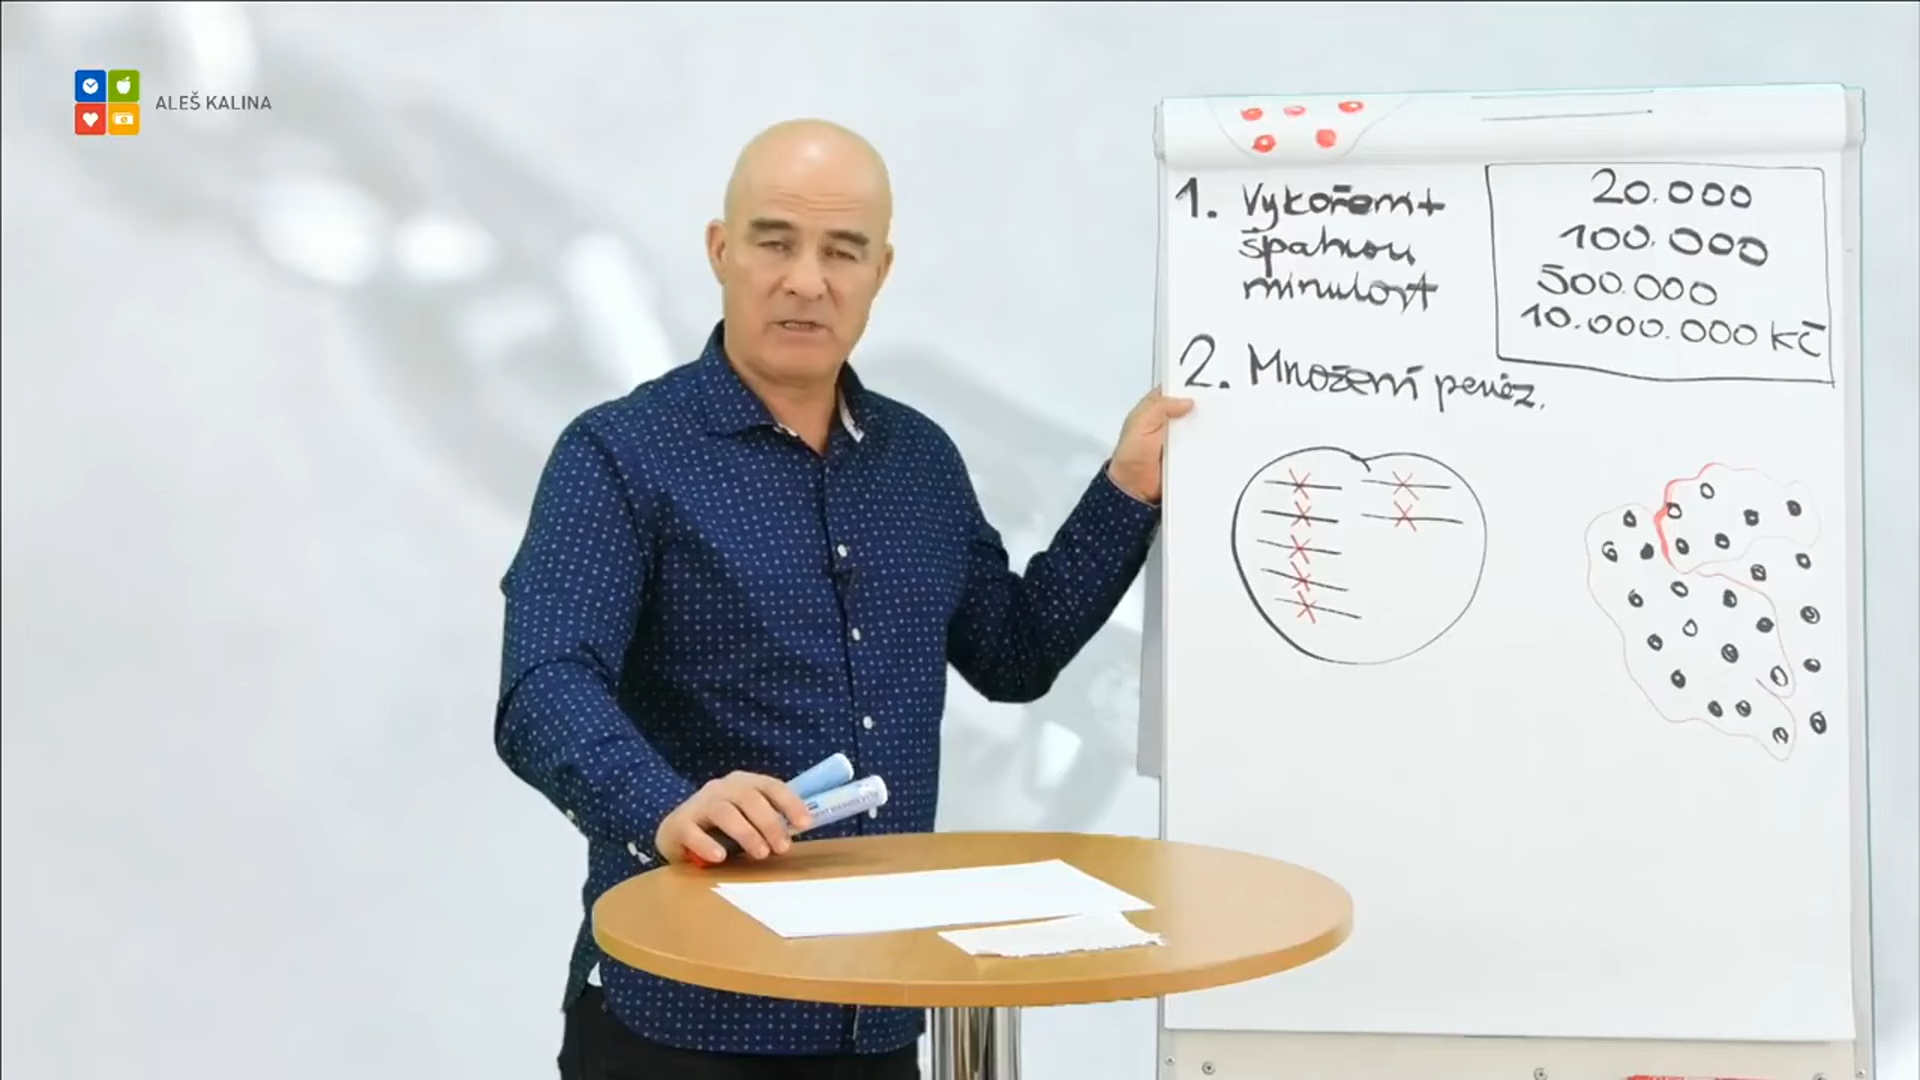 ALEŠ KALINA
1. Vykořenit
špatnou
minulost
20.000
100.000
500.000
10.000.000 Kč
2. Množení peněz.